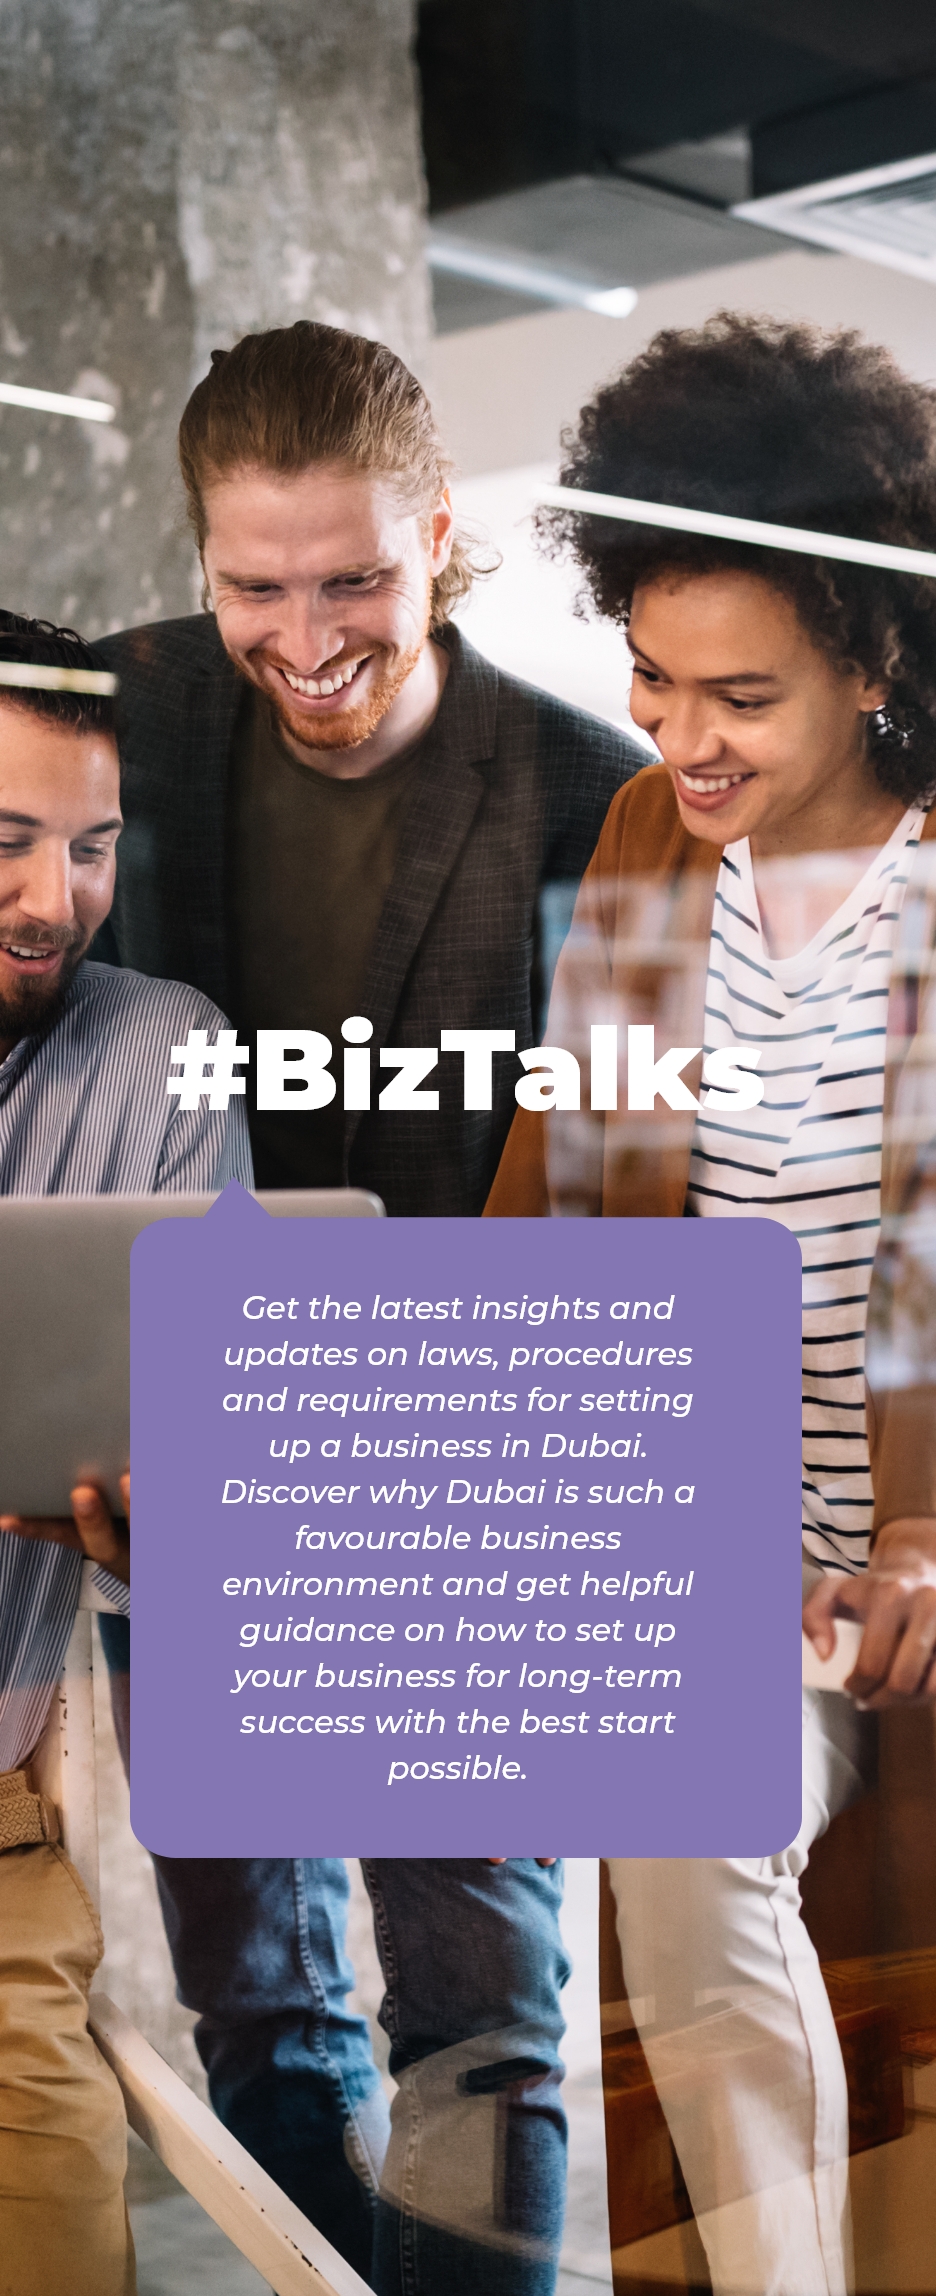 #BizTalks
Get the latest insights and
updates on laws, procedures
and requirements for setting
up a business in Dubai.
Discover why Dubai is such a
favourable business
environment and get helpful
guidance on how to set up
your business for long-term
success with the best start
possible.